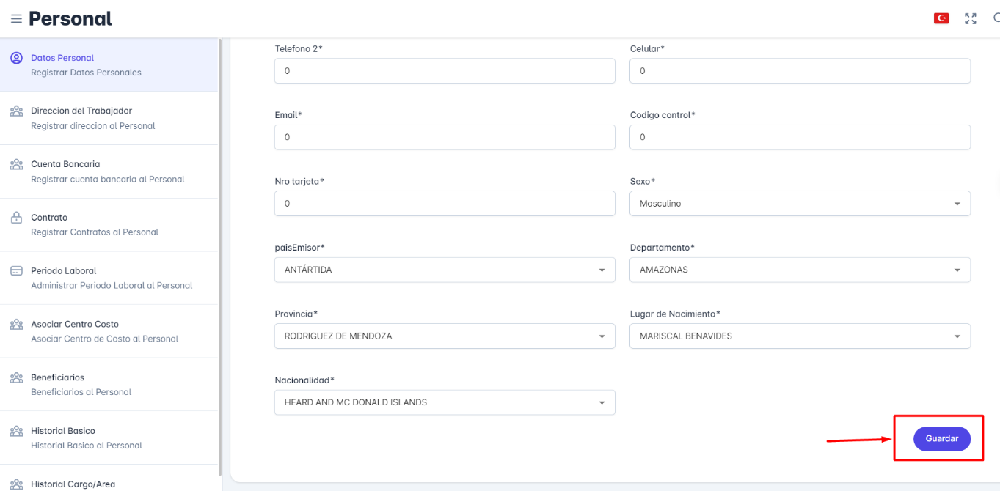 Personal
Datos Personal
Registrar Datos Personales
Direccion del Trabajador
Registrar direccion al Personal
Cuenta Bancaria
Registrar cuenta bancaria al Personal
Contrato
Registrar Contratos al Personal
Periodo Laboral
Administrar Periodo Laboral al Personal
Asociar Centro Costo
Asociar Centro de Costo al Personal
Beneficiarios
Beneficiarios al Personal
Historial Basico
Historial Basico al Personal
Historial Cargo/Area
Telefono 2*
0
Celular*
0
Email*
0
Codigo control*
0
Nro tarjeta*
0
Sexo*
Masculino
paisEmisor*
ANTÁRTIDA
Departamento*
AMAZONAS
Provincia*
RODRIGUEZ DE MENDOZA
Lugar de Nacimiento*
MARISCAL BENAVIDES
Nacionalidad*
HEARD AND MC DONALD ISLANDS
Guardar